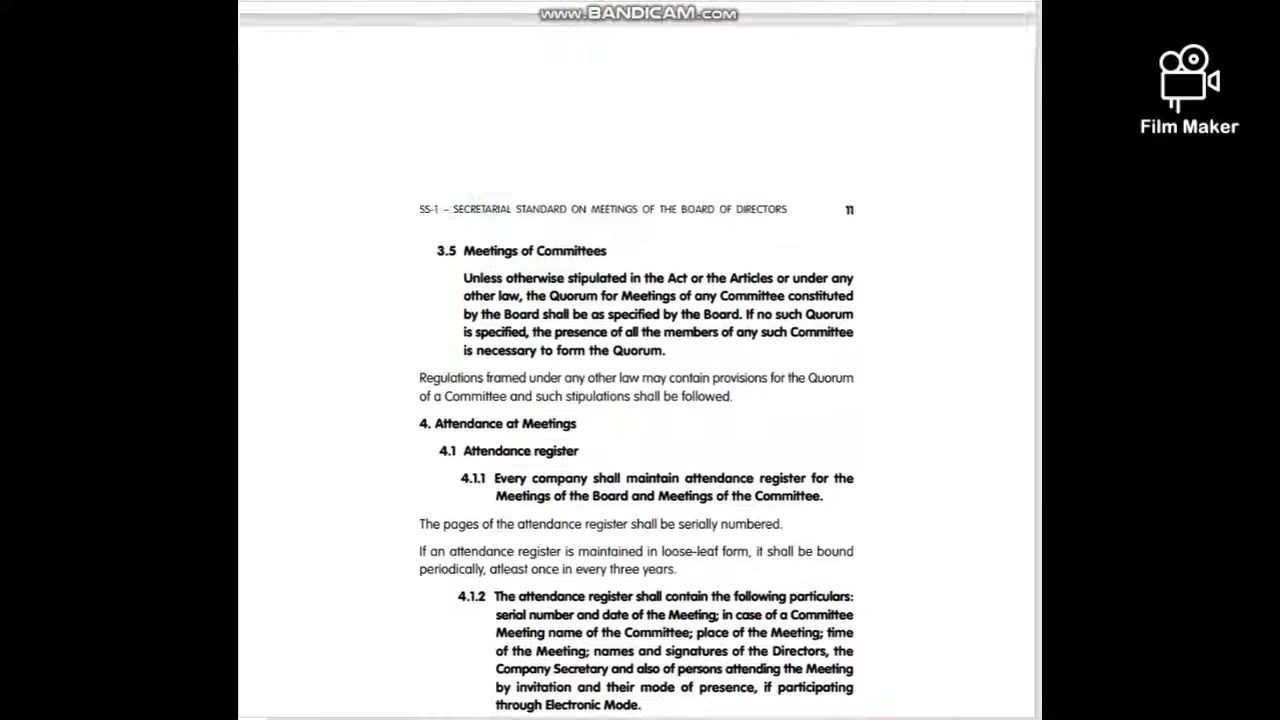 www.BANDICAM.com
Film Maker
SS-1 – SECRETARIAL STANDARD ON MEETINGS OF THE BOARD OF DIRECTORS 11
3.5 Meetings of Committees
Unless otherwise stipulated in the Act or the Articles or under any
other law, the Quorum for Meetings of any Committee constituted
by the Board shall be as specified by the Board. If no such Quorum
is specified, the presence of all the members of any such Committee
is necessary to form the Quorum.
Regulations framed under any other law may contain provisions for the Quorum
of a Committee and such stipulations shall be followed.
4. Attendance at Meetings
4.1 Attendance register
4.1.1 Every company shall maintain attendance register for the
Meetings of the Board and Meetings of the Committee.
The pages of the attendance register shall be serially numbered.
If an attendance register is maintained in loose-leaf form, it shall be bound
periodically, atleast once in every three years.
4.1.2 The attendance register shall contain the following particulars:
serial number and date of the Meeting; in case of a Committee
Meeting name of the Committee; place of the Meeting; time
of the Meeting; names and signatures of the Directors, the
Company Secretary and also of persons attending the Meeting
by invitation and their mode of presence, if participating
through Electronic Mode.